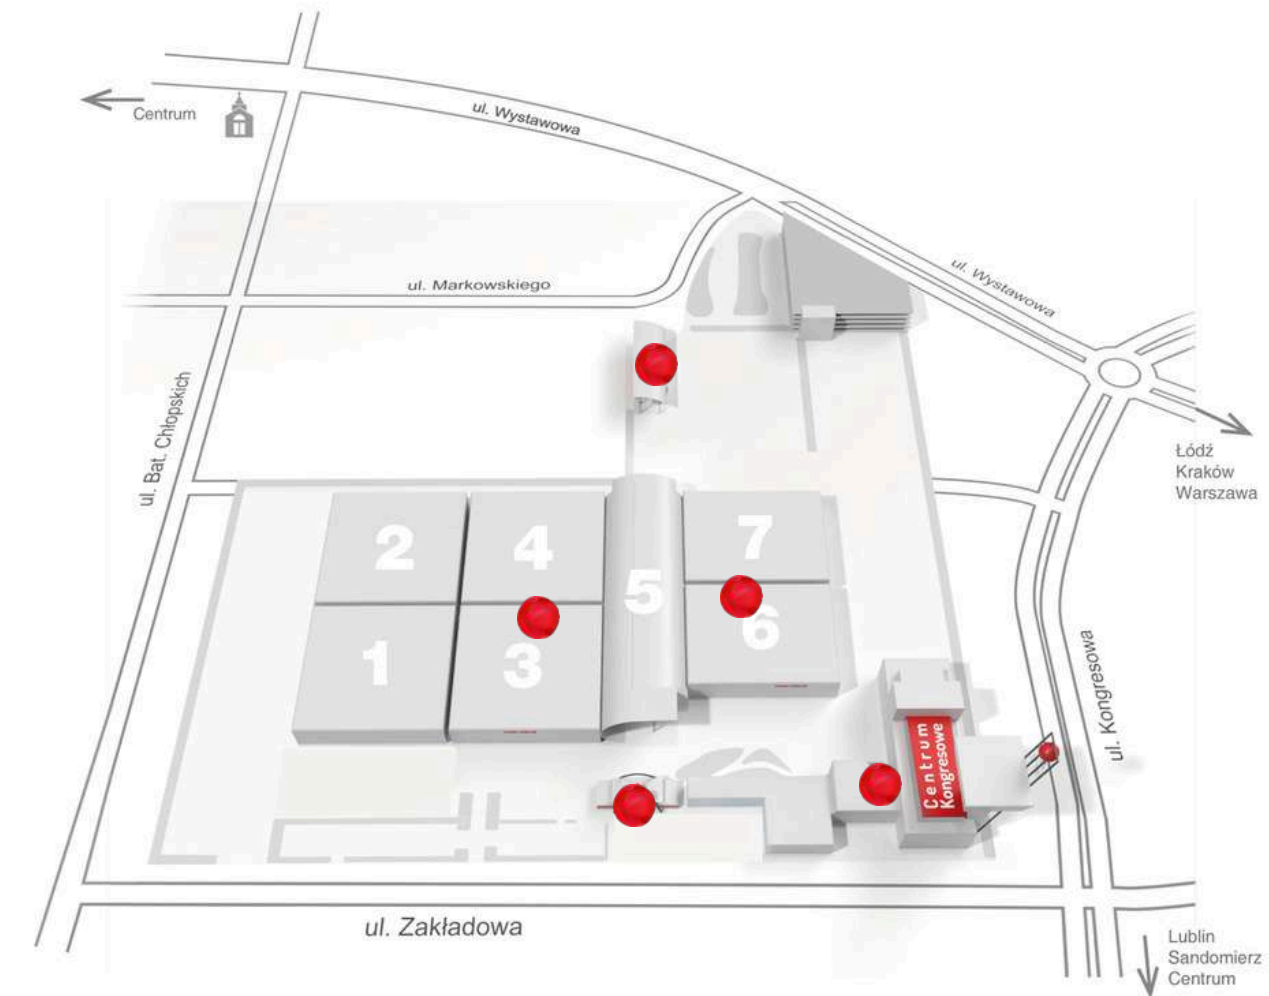 Centrum
ul. Wystawowa
ul. Wystawowa
ul. Markowskiego
ul. Bat. Chłopskich
Łódź
Kraków
Warszawa
2
4
7
5
1
3
6
ul. Kongresowa
Centrum
Kongresowe
ul. Zakładowa
Lublin
Sandomierz
Centrum